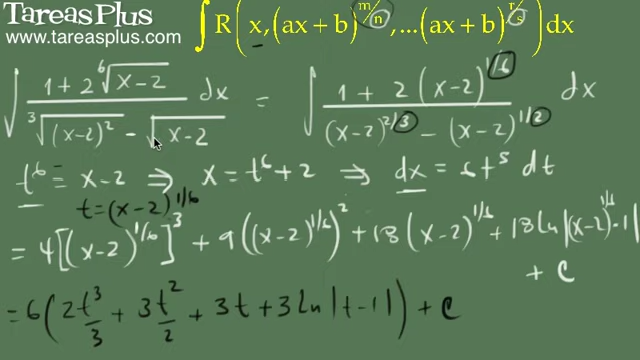 TareasPlus
www.tareasplus.com
∫ R( x, (ax + b)^{m/n}, ... (ax + b)^{r/s} ) dx
∫ (1 + 2 ⁶√(x-2)) / (³√((x-2)²) - √(x-2)) dx = ∫ (1 + 2 (x-2)^{1/6}) / ((x-2)^{2/3} - (x-2)^{1/2}) dx
t⁶ = x-2 ⇒ x = t⁶ + 2 ⇒ dx = 6t⁵ dt
t = (x-2)^{1/6}
= 4[(x-2)^{1/6}]³ + 9((x-2)^{1/6})² + 18(x-2)^{1/6} + 18 ln|(x-2)^{1/6} - 1|
+ C
= 6(2t³/3 + 3t²/2 + 3t + 3 ln|t-1|) + C